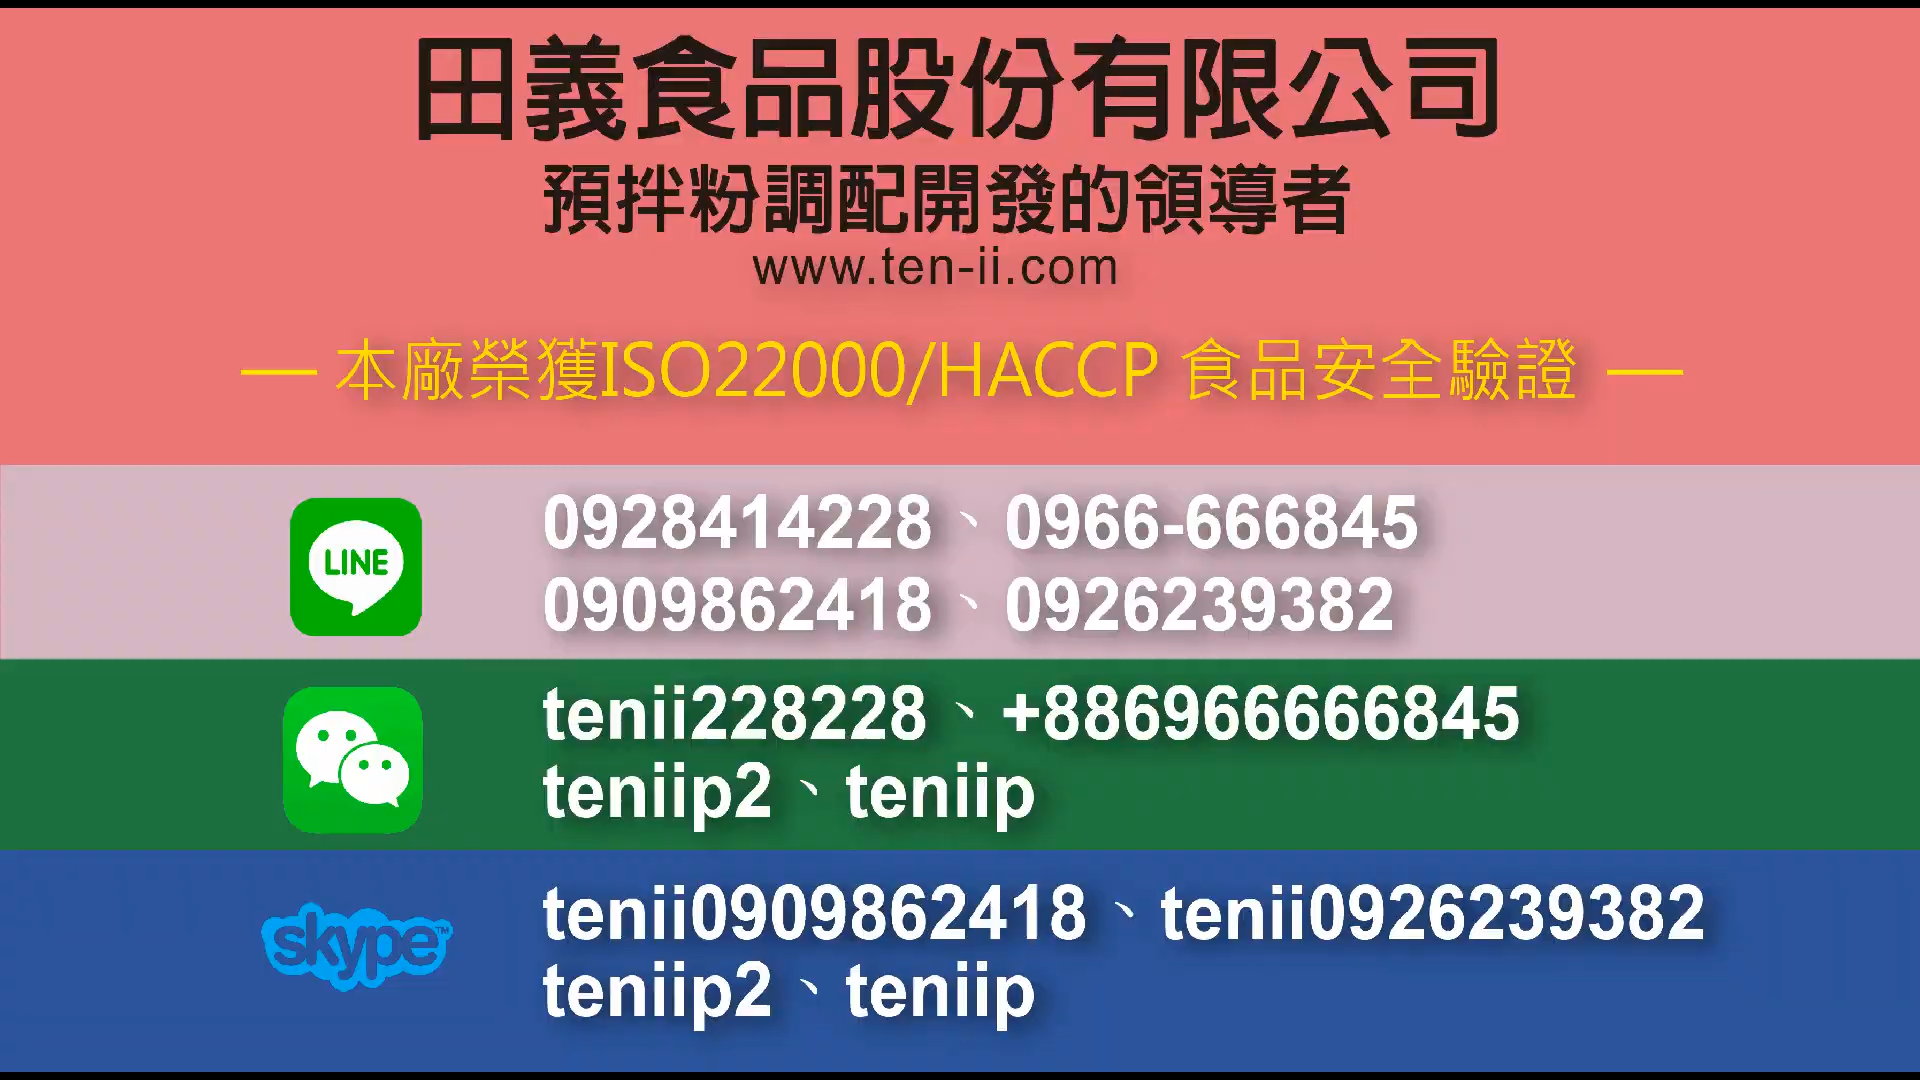 田義食品股份有限公司
預拌粉調配開發的領導者
www.ten-ii.com
— 本廠榮獲ISO22000/HACCP 食品安全驗證 —
LINE
0928414228、0966-666845
0909862418、0926239382
tenii228228、+886966666845
teniip2、teniip
skype™
tenii0909862418、tenii0926239382
teniip2、teniip